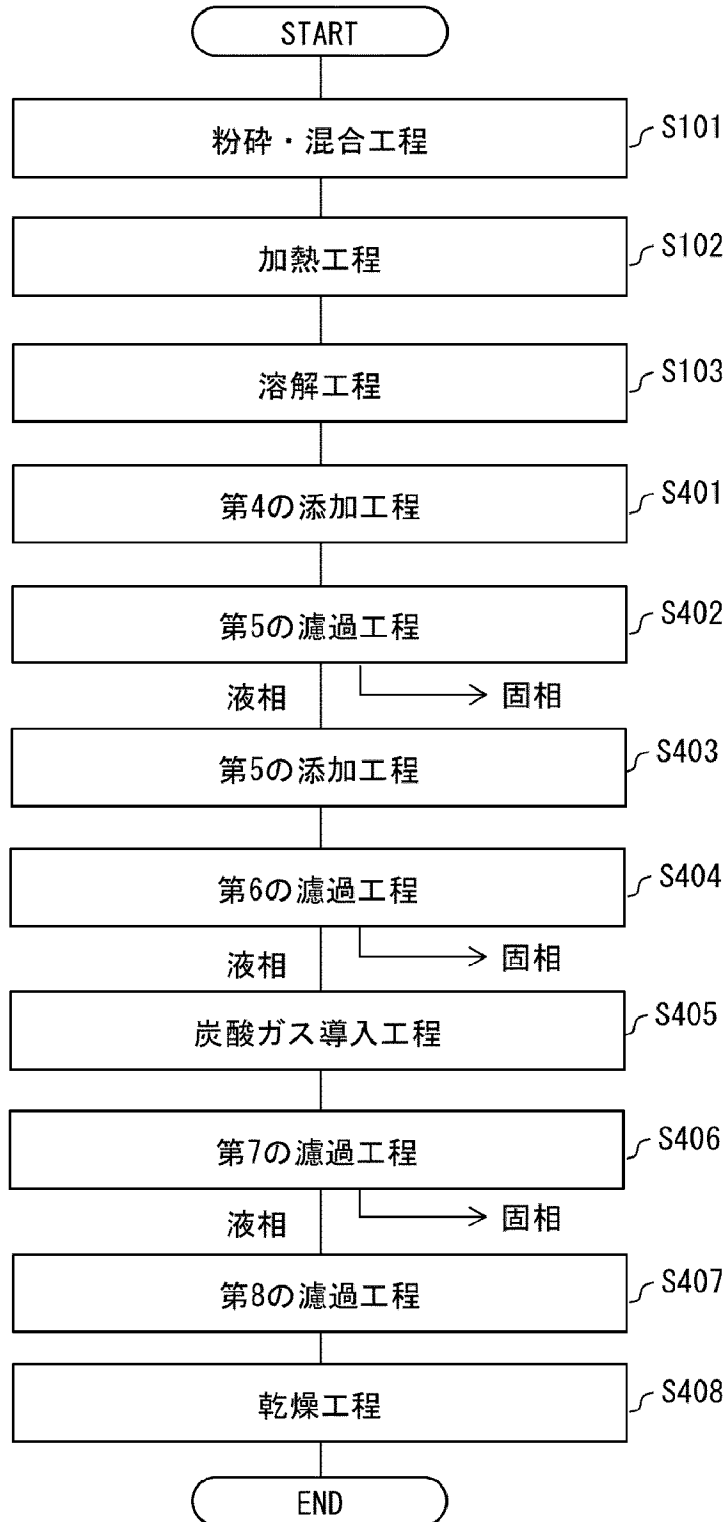 START
粉砕・混合工程
S101
加熱工程
S102
溶解工程
S103
第4の添加工程
S401
第5の濾過工程
S402
液相
固相
第5の添加工程
S403
第6の濾過工程
S404
液相
固相
炭酸ガス導入工程
S405
第7の濾過工程
S406
液相
固相
第8の濾過工程
S407
乾燥工程
S408
END